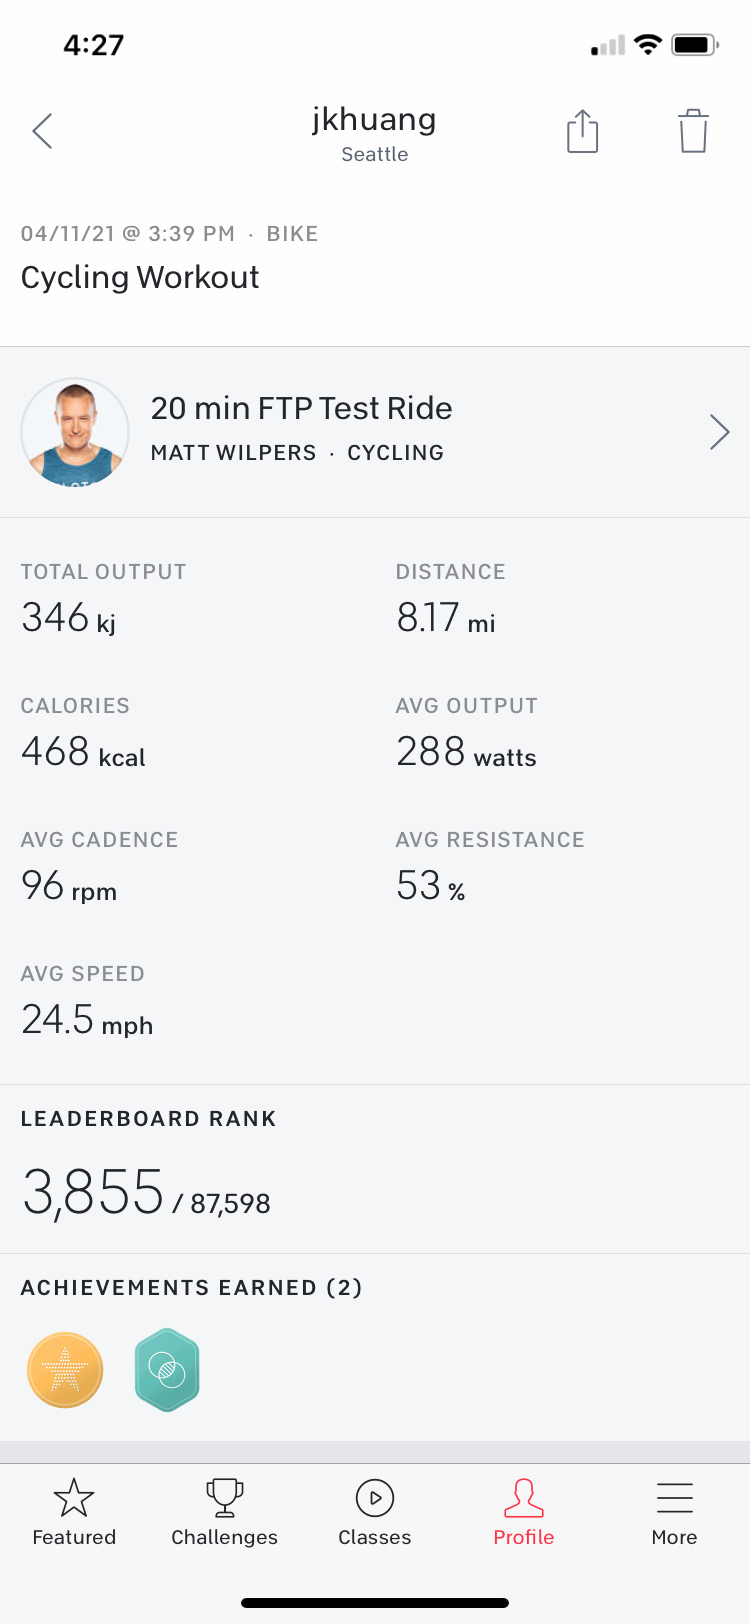 4:27
jkhuang
Seattle
04/11/21 @ 3:39 PM · BIKE
Cycling Workout
20 min FTP Test Ride
MATT WILPERS · CYCLING
TOTAL OUTPUT
346 kj
DISTANCE
8.17 mi
CALORIES
468 kcal
AVG OUTPUT
288 watts
AVG CADENCE
96 rpm
AVG RESISTANCE
53 %
AVG SPEED
24.5 mph
LEADERBOARD RANK
3,855 / 87,598
ACHIEVEMENTS EARNED (2)
Featured
Challenges
Classes
Profile
More